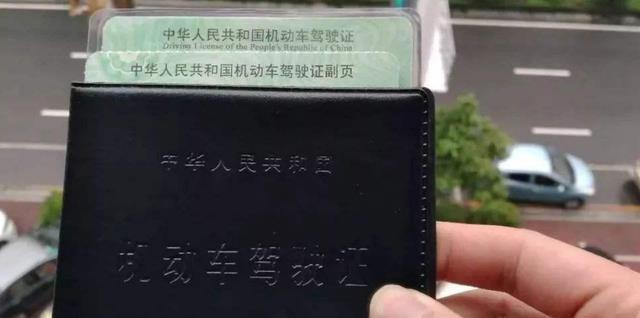 中华人民共和国机动车驾驶证
Driving License of the People's Republic of China
中华人民共和国机动车驾驶证副页
中华人民共和国
机动车驾驶证